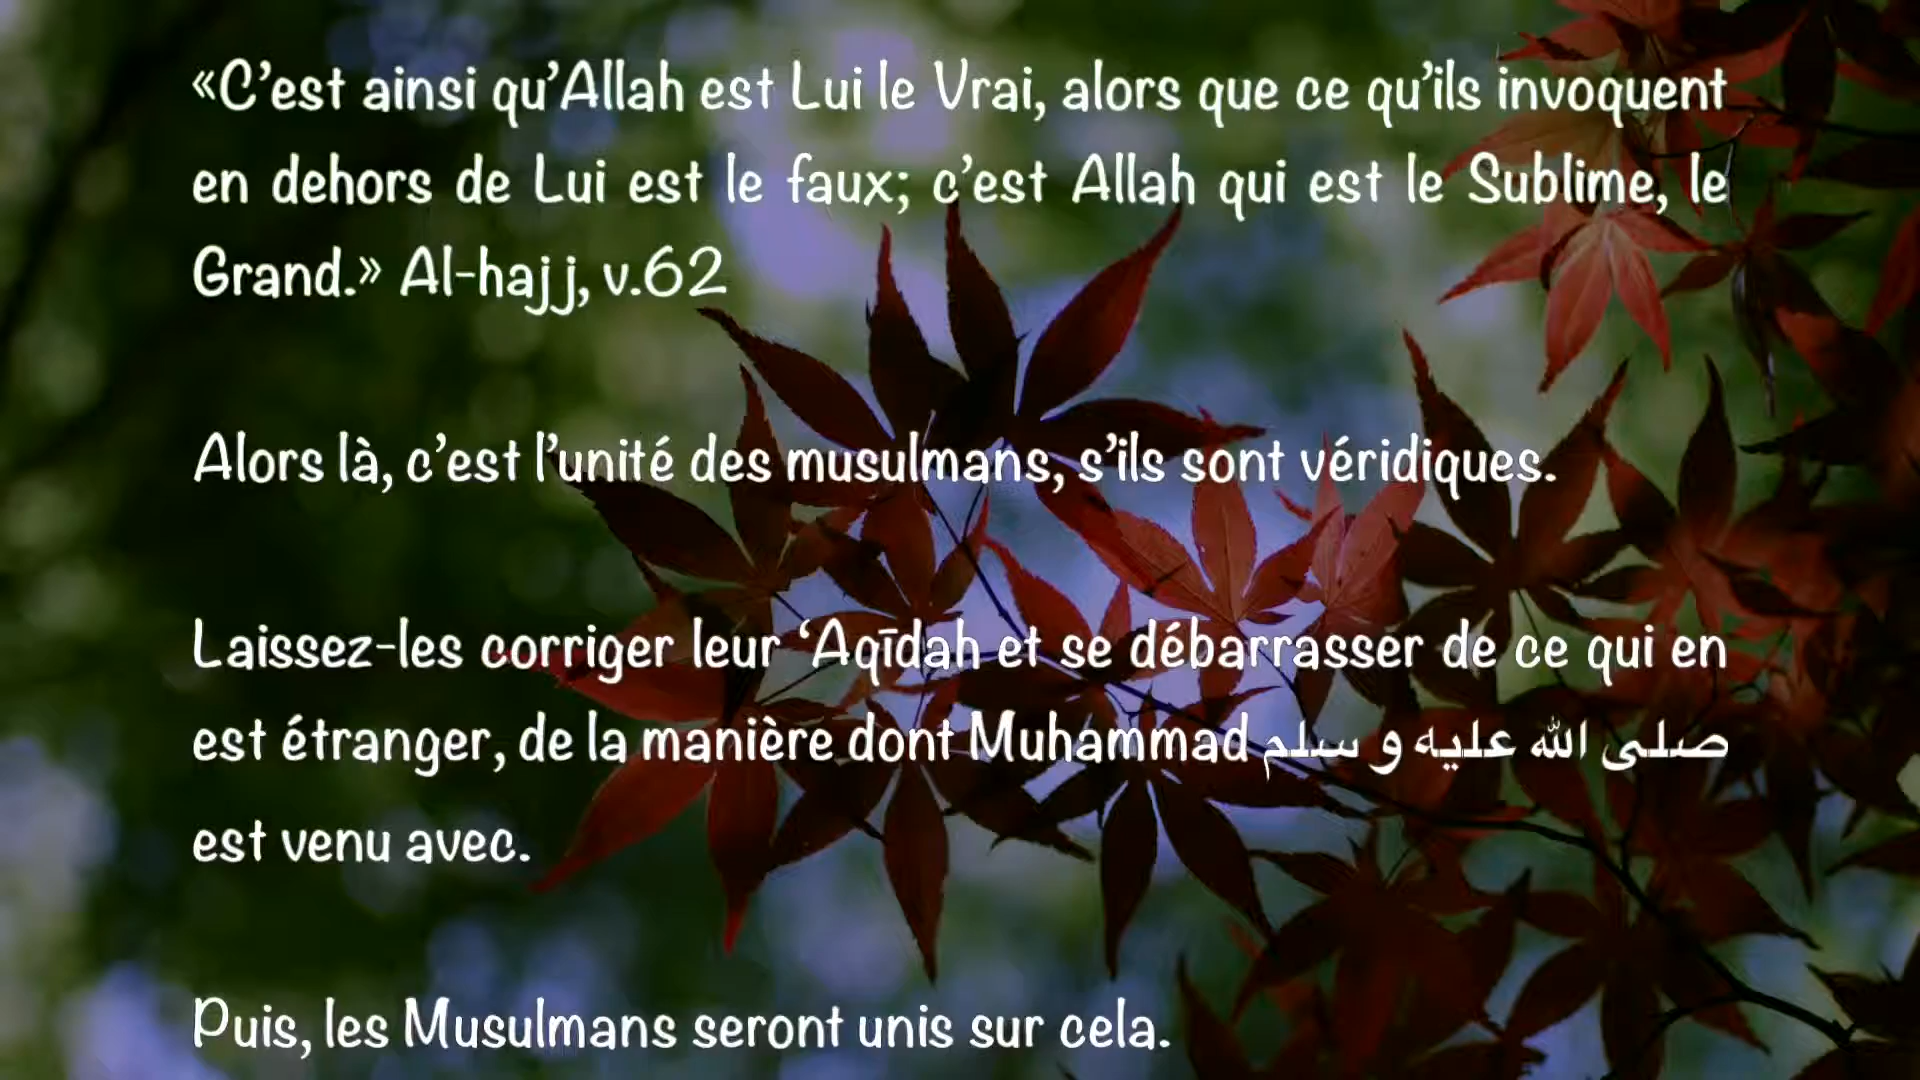 «C’est ainsi qu’Allah est Lui le Vrai, alors que ce qu’ils invoquent
en dehors de Lui est le faux; c’est Allah qui est le Sublime, le
Grand.» Al-hajj, v.62
Alors là, c’est l’unité des musulmans, s’ils sont véridiques.
Laissez-les corriger leur ‘Aqīdah et se débarrasser de ce qui en
est étranger, de la manière dont Muhammad صلى الله عليه و سلم
est venu avec.
Puis, les Musulmans seront unis sur cela.